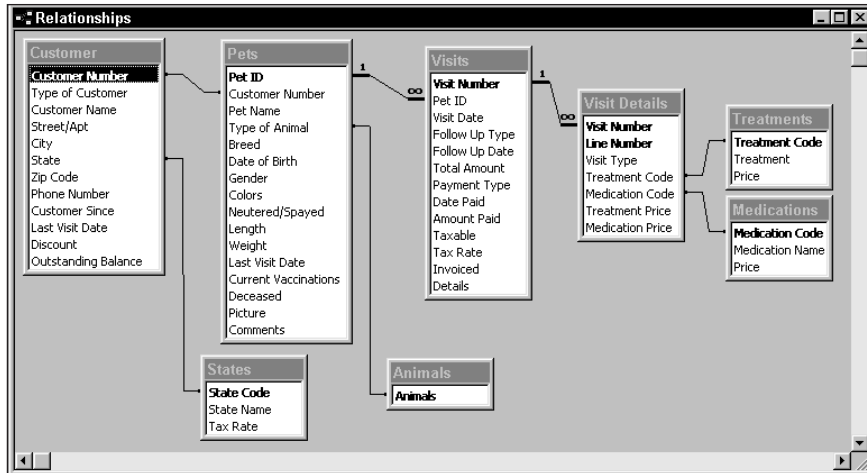 Relationships
Customer
Customer Number
Type of Customer
Customer Name
Street/Apt
City
State
Zip Code
Phone Number
Customer Since
Last Visit Date
Discount
Outstanding Balance
Pets
Pet ID
Customer Number
Pet Name
Type of Animal
Breed
Date of Birth
Gender
Colors
Neutered/Spayed
Length
Weight
Last Visit Date
Current Vaccinations
Deceased
Picture
Comments
1
∞
Visits
Visit Number
Pet ID
Visit Date
Follow Up Type
Follow Up Date
Total Amount
Payment Type
Date Paid
Amount Paid
Taxable
Tax Rate
Invoiced
Details
1
∞
Visit Details
Visit Number
Line Number
Visit Type
Treatment Code
Medication Code
Treatment Price
Medication Price
Treatments
Treatment Code
Treatment
Price
Medications
Medication Code
Medication Name
Price
States
State Code
State Name
Tax Rate
Animals
Animals